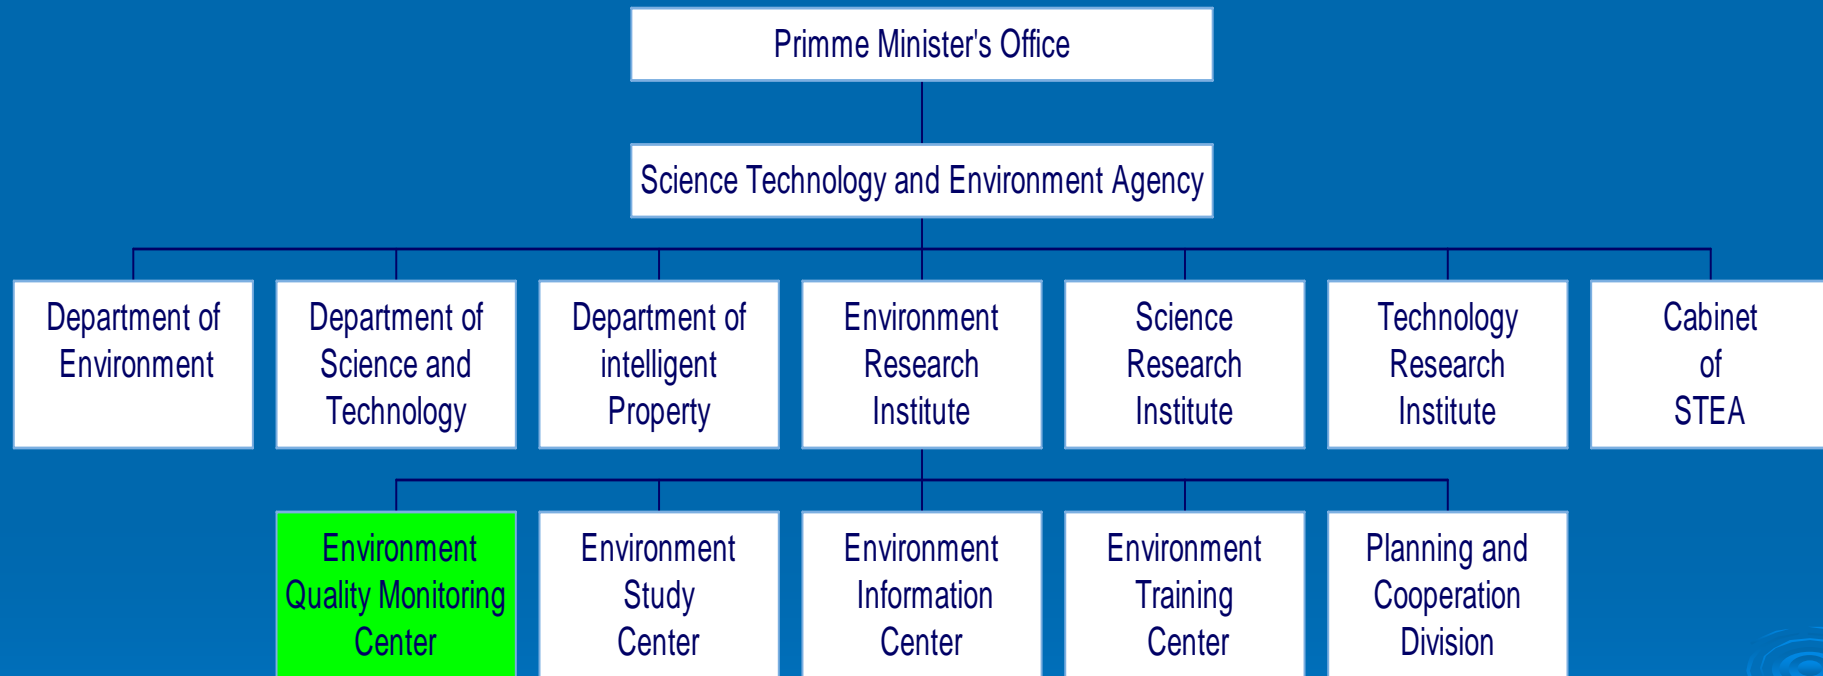 Primme Minister's Office
Science Technology and Environment Agency
Department of
Environment
Department of
Science and
Technology
Department of
intelligent
Property
Environment
Research
Institute
Science
Research
Institute
Technology
Research
Institute
Cabinet
of
STEA
Environment
Quality Monitoring
Center
Environment
Study
Center
Environment
Information
Center
Environment
Training
Center
Planning and
Cooperation
Division